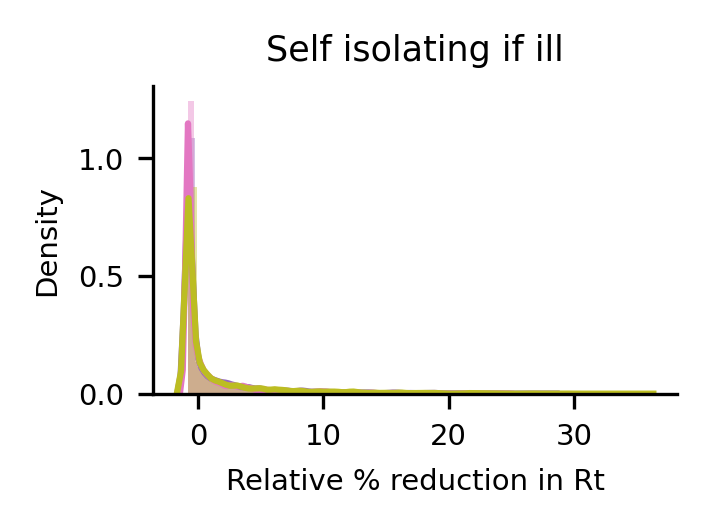 Self isolating if ill
Density
1.0
0.5
0.0
0 10 20 30
Relative % reduction in Rt